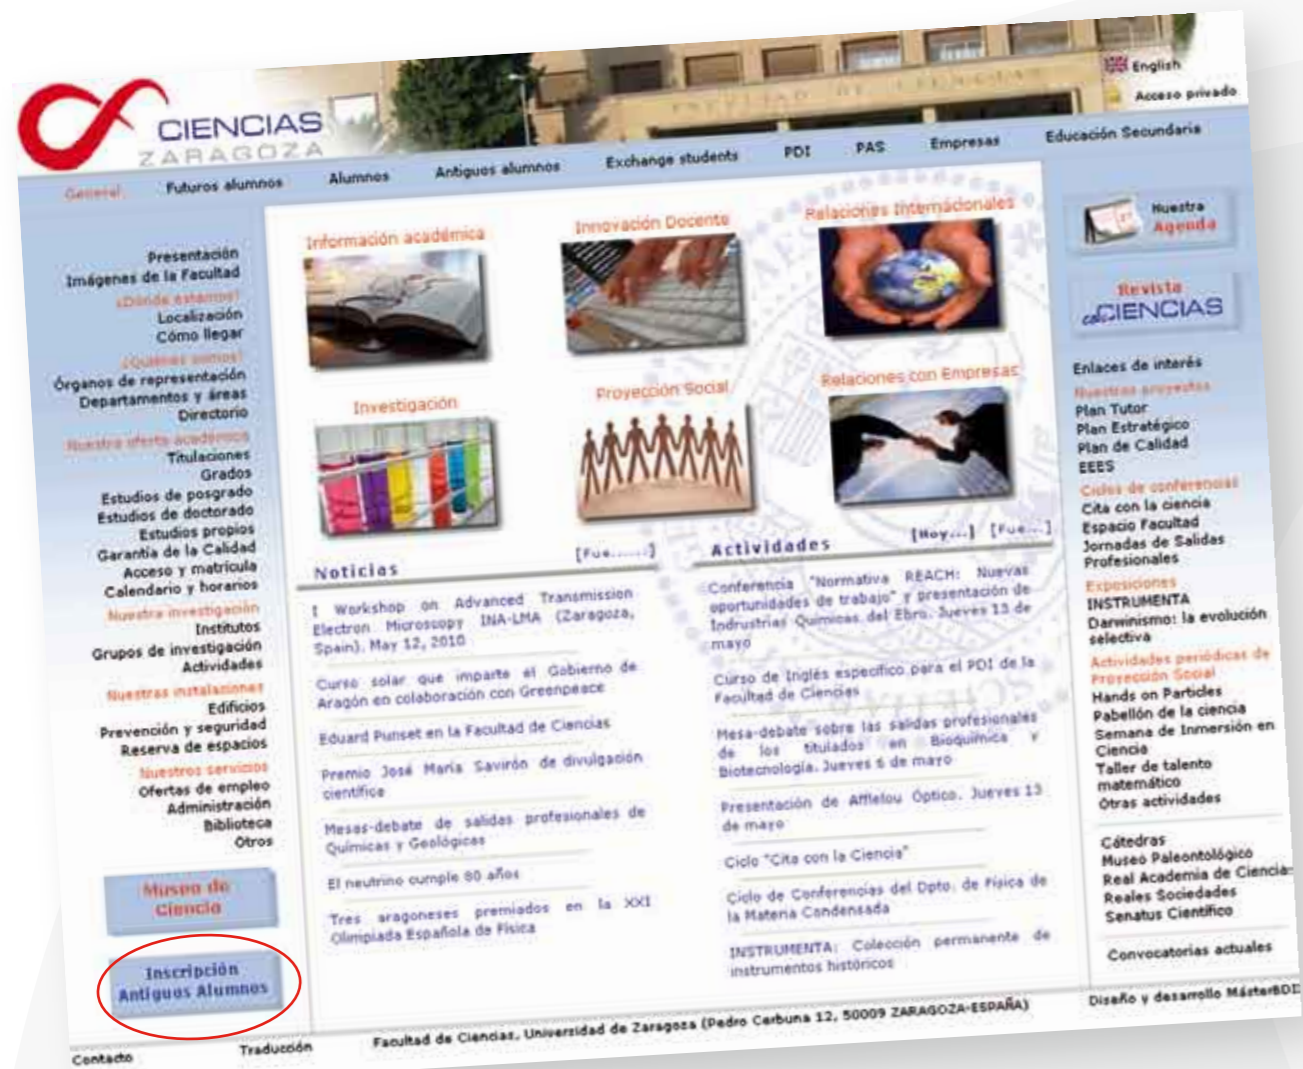 English
Acceso privado
CIENCIAS
ZARAGOZA
FACULTAD DE CIENCIAS
General
Futuros alumnos
Alumnos
Antiguos alumnos
Exchange students
PDI
PAS
Empresas
Educación Secundaria
Presentación
Imágenes de la Facultad
¿Dónde estamos?
Localización
Cómo llegar
¿Quiénes somos?
Órganos de representación
Departamentos y áreas
Directorio
Nuestra oferta académica
Titulaciones
Grados
Estudios de posgrado
Estudios de doctorado
Estudios propios
Garantía de la Calidad
Acceso y matrícula
Calendario y horarios
Nuestra investigación
Institutos
Grupos de investigación
Actividades
Nuestras instalaciones
Edificios
Prevención y seguridad
Reserva de espacios
Nuestros servicios
Ofertas de empleo
Administración
Biblioteca
Otros
Museo de
Ciencia
Inscripción
Antiguos Alumnos
Información académica
Innovación Docente
Relaciones Internacionales
Investigación
Proyección Social
Relaciones con Empresas
Noticias
[Fue......]
I Workshop on Advanced Transmission
Electron Microscopy INA-LMA (Zaragoza,
Spain). May 12, 2010
Curso solar que imparte el Gobierno de
Aragón en colaboración con Greenpeace
Eduard Punset en la Facultad de Ciencias
Premio José María Savirón de divulgación
científica
Mesas-debate de salidas profesionales de
Químicas y Geológicas
El neutrino cumple 80 años
Tres aragoneses premiados en la XXI
Olimpiada Española de Física
Actividades
[Hoy...] [Fue...]
Conferencia "Normativa REACH: Nuevas
oportunidades de trabajo" y presentación de
Indrustrias Químicas del Ebro. Jueves 13 de
mayo
Curso de Inglés específico para el PDI de la
Facultad de Ciencias
Mesa-debate sobre las salidas profesionales
de los titulados en Bioquímica y
Biotecnología. Jueves 6 de mayo
Presentación de Afflelou Óptico. Jueves 13
de mayo
Ciclo "Cita con la Ciencia"
Ciclo de Conferencias del Dpto. de Física de
la Materia Condensada
INSTRUMENTA: Colección permanente de
instrumentos históricos
Nuestra
Agenda
Revista
conCIENCIAS
Enlaces de interés
Nuestros proyectos
Plan Tutor
Plan Estratégico
Plan de Calidad
EEES
Ciclos de conferencias
Cita con la ciencia
Espacio Facultad
Jornadas de Salidas
Profesionales
Exposiciones
INSTRUMENTA
Darwinismo: la evolución
selectiva
Actividades periódicas de
Proyección Social
Hands on Particles
Pabellón de la ciencia
Semana de Inmersión en
Ciencia
Taller de talento
matemático
Otras actividades
Cátedras
Museo Paleontológico
Real Academia de Ciencias
Reales Sociedades
Senatus Científico
Convocatorias actuales
Contacto
Traducción
Facultad de Ciencias, Universidad de Zaragoza (Pedro Cerbuna 12, 50009 ZARAGOZA-ESPAÑA)
Diseño y desarrollo MásterBDI